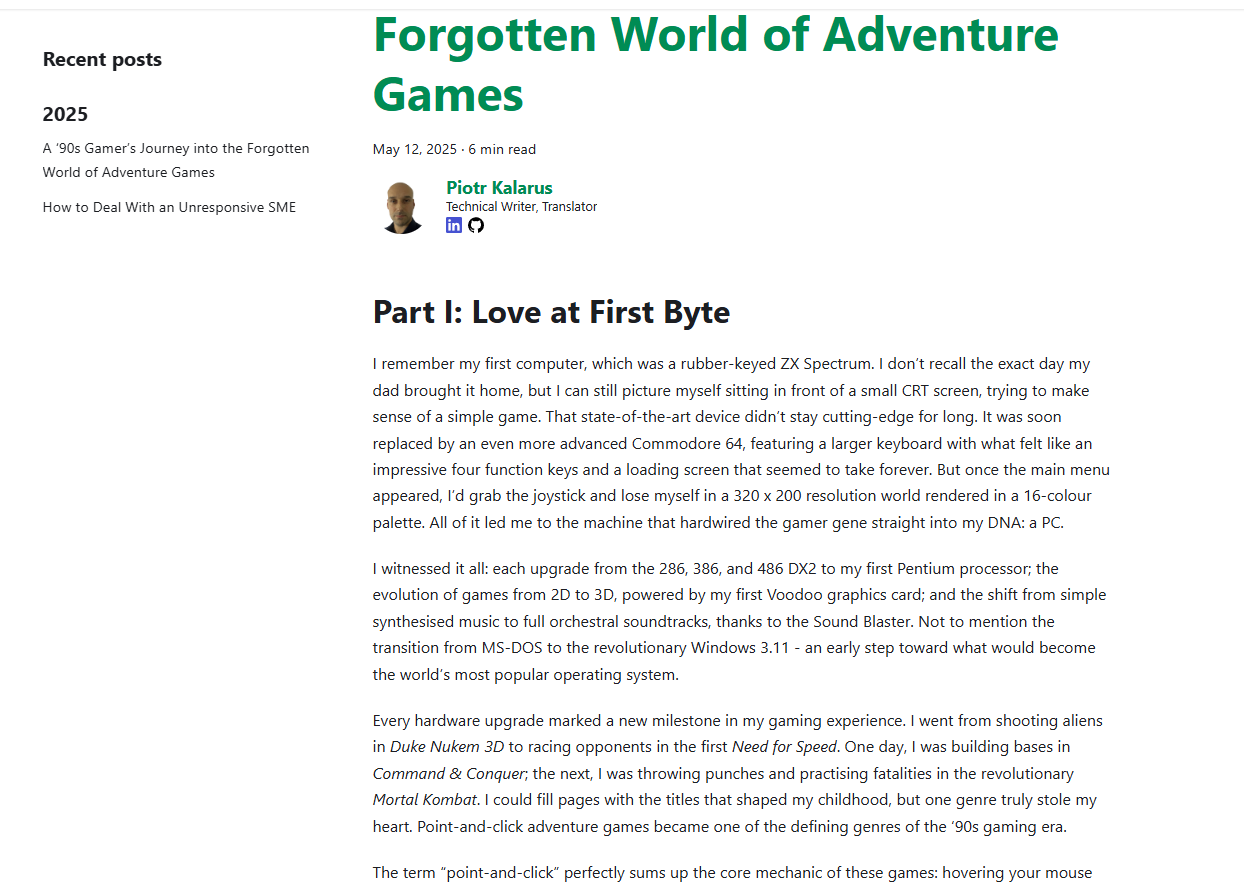 Recent posts
2025
A ’90s Gamer’s Journey into the Forgotten
World of Adventure Games
How to Deal With an Unresponsive SME
Forgotten World of Adventure
Games
May 12, 2025 · 6 min read
Piotr Kalarus
Technical Writer, Translator
in
Part I: Love at First Byte
I remember my first computer, which was a rubber-keyed ZX Spectrum. I don’t recall the exact day my
dad brought it home, but I can still picture myself sitting in front of a small CRT screen, trying to make
sense of a simple game. That state-of-the-art device didn’t stay cutting-edge for long. It was soon
replaced by an even more advanced Commodore 64, featuring a larger keyboard with what felt like an
impressive four function keys and a loading screen that seemed to take forever. But once the main menu
appeared, I’d grab the joystick and lose myself in a 320 x 200 resolution world rendered in a 16-colour
palette. All of it led me to the machine that hardwired the gamer gene straight into my DNA: a PC.
I witnessed it all: each upgrade from the 286, 386, and 486 DX2 to my first Pentium processor; the
evolution of games from 2D to 3D, powered by my first Voodoo graphics card; and the shift from simple
synthesised music to full orchestral soundtracks, thanks to the Sound Blaster. Not to mention the
transition from MS-DOS to the revolutionary Windows 3.11 - an early step toward what would become
the world’s most popular operating system.
Every hardware upgrade marked a new milestone in my gaming experience. I went from shooting aliens
in Duke Nukem 3D to racing opponents in the first Need for Speed. One day, I was building bases in
Command & Conquer; the next, I was throwing punches and practising fatalities in the revolutionary
Mortal Kombat. I could fill pages with the titles that shaped my childhood, but one genre truly stole my
heart. Point-and-click adventure games became one of the defining genres of the ’90s gaming era.
The term “point-and-click” perfectly sums up the core mechanic of these games: hovering your mouse